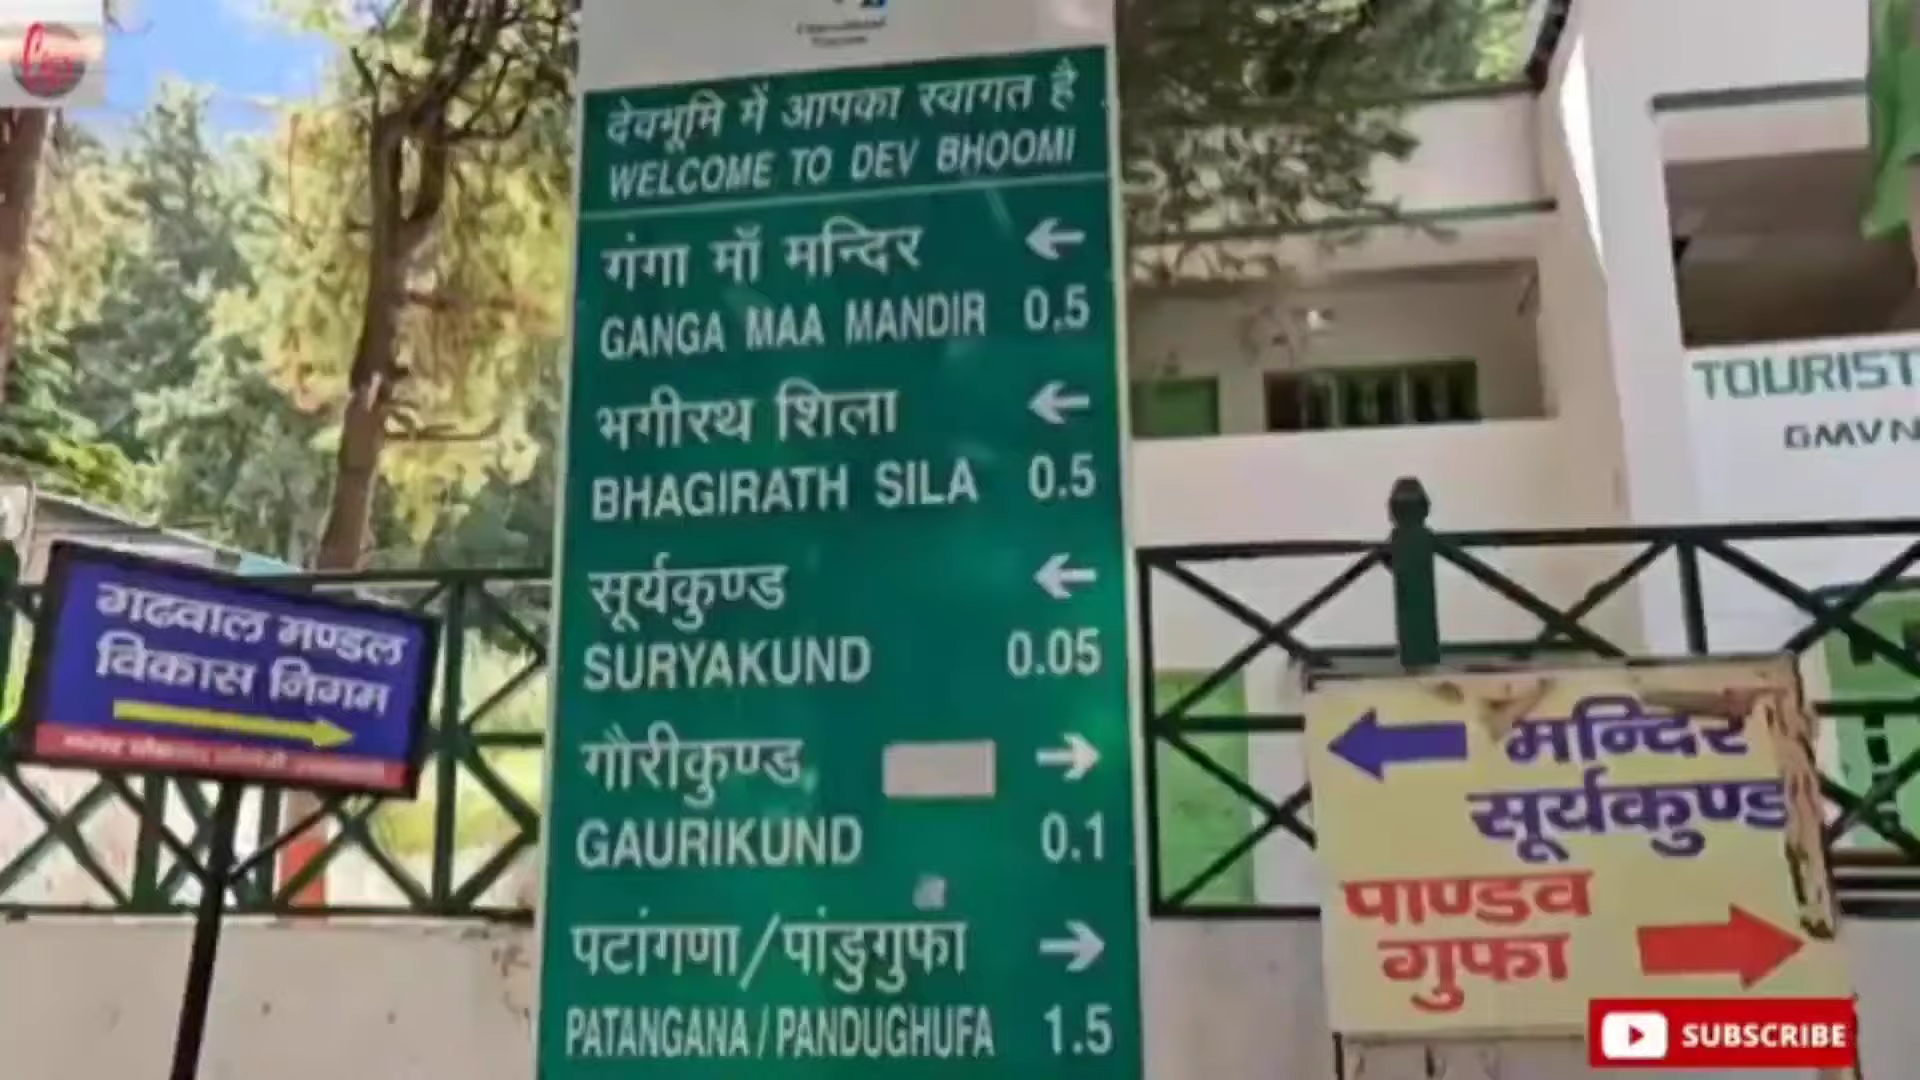 देवभूमि में आपका स्वागत है
WELCOME TO DEV BHOOMI
गंगा माँ मन्दिर ←
GANGA MAA MANDIR 0.5
भगीरथ शिला ←
BHAGIRATH SILA 0.5
सूर्यकुण्ड ←
SURYAKUND 0.05
गौरीकुण्ड →
GAURIKUND 0.1
पटांगणा/पांडुगुफा →
PATANGANA/PANDUGHUFA 1.5
गढवाल मण्डल
विकास निगम
TOURIST
GMVN
मन्दिर
सूर्यकुण्ड
पाण्डव
गुफा
SUBSCRIBE